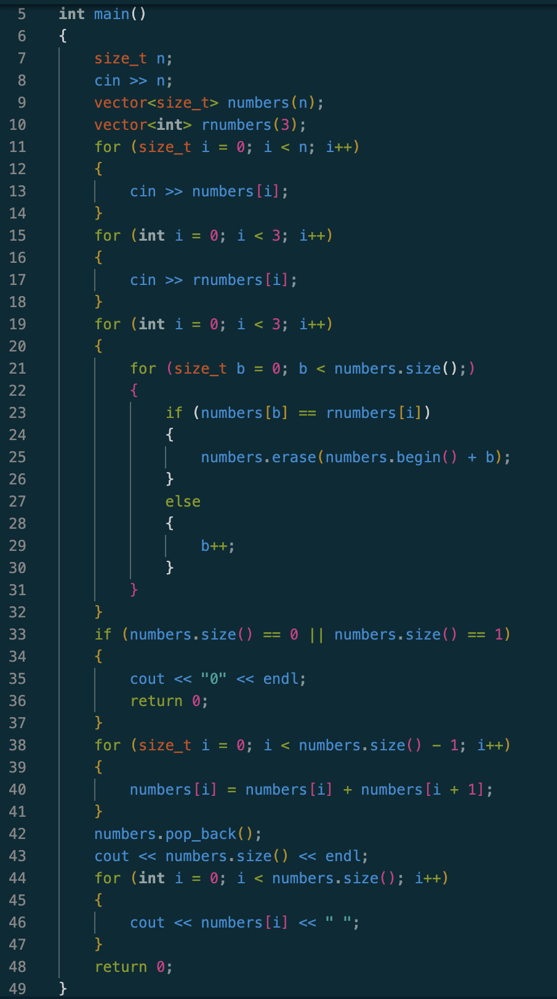 5 int main()
6 {
7 size_t n;
8 cin >> n;
9 vector<size_t> numbers(n);
10 vector<int> rnumbers(3);
11 for (size_t i = 0; i < n; i++)
12 {
13 cin >> numbers[i];
14 }
15 for (int i = 0; i < 3; i++)
16 {
17 cin >> rnumbers[i];
18 }
19 for (int i = 0; i < 3; i++)
20 {
21 for (size_t b = 0; b < numbers.size();)
22 {
23 if (numbers[b] == rnumbers[i])
24 {
25 numbers.erase(numbers.begin() + b);
26 }
27 else
28 {
29 b++;
30 }
31 }
32 }
33 if (numbers.size() == 0 || numbers.size() == 1)
34 {
35 cout << "0" << endl;
36 return 0;
37 }
38 for (size_t i = 0; i < numbers.size() - 1; i++)
39 {
40 numbers[i] = numbers[i] + numbers[i + 1];
41 }
42 numbers.pop_back();
43 cout << numbers.size() << endl;
44 for (int i = 0; i < numbers.size(); i++)
45 {
46 cout << numbers[i] << " ";
47 }
48 return 0;
49 }